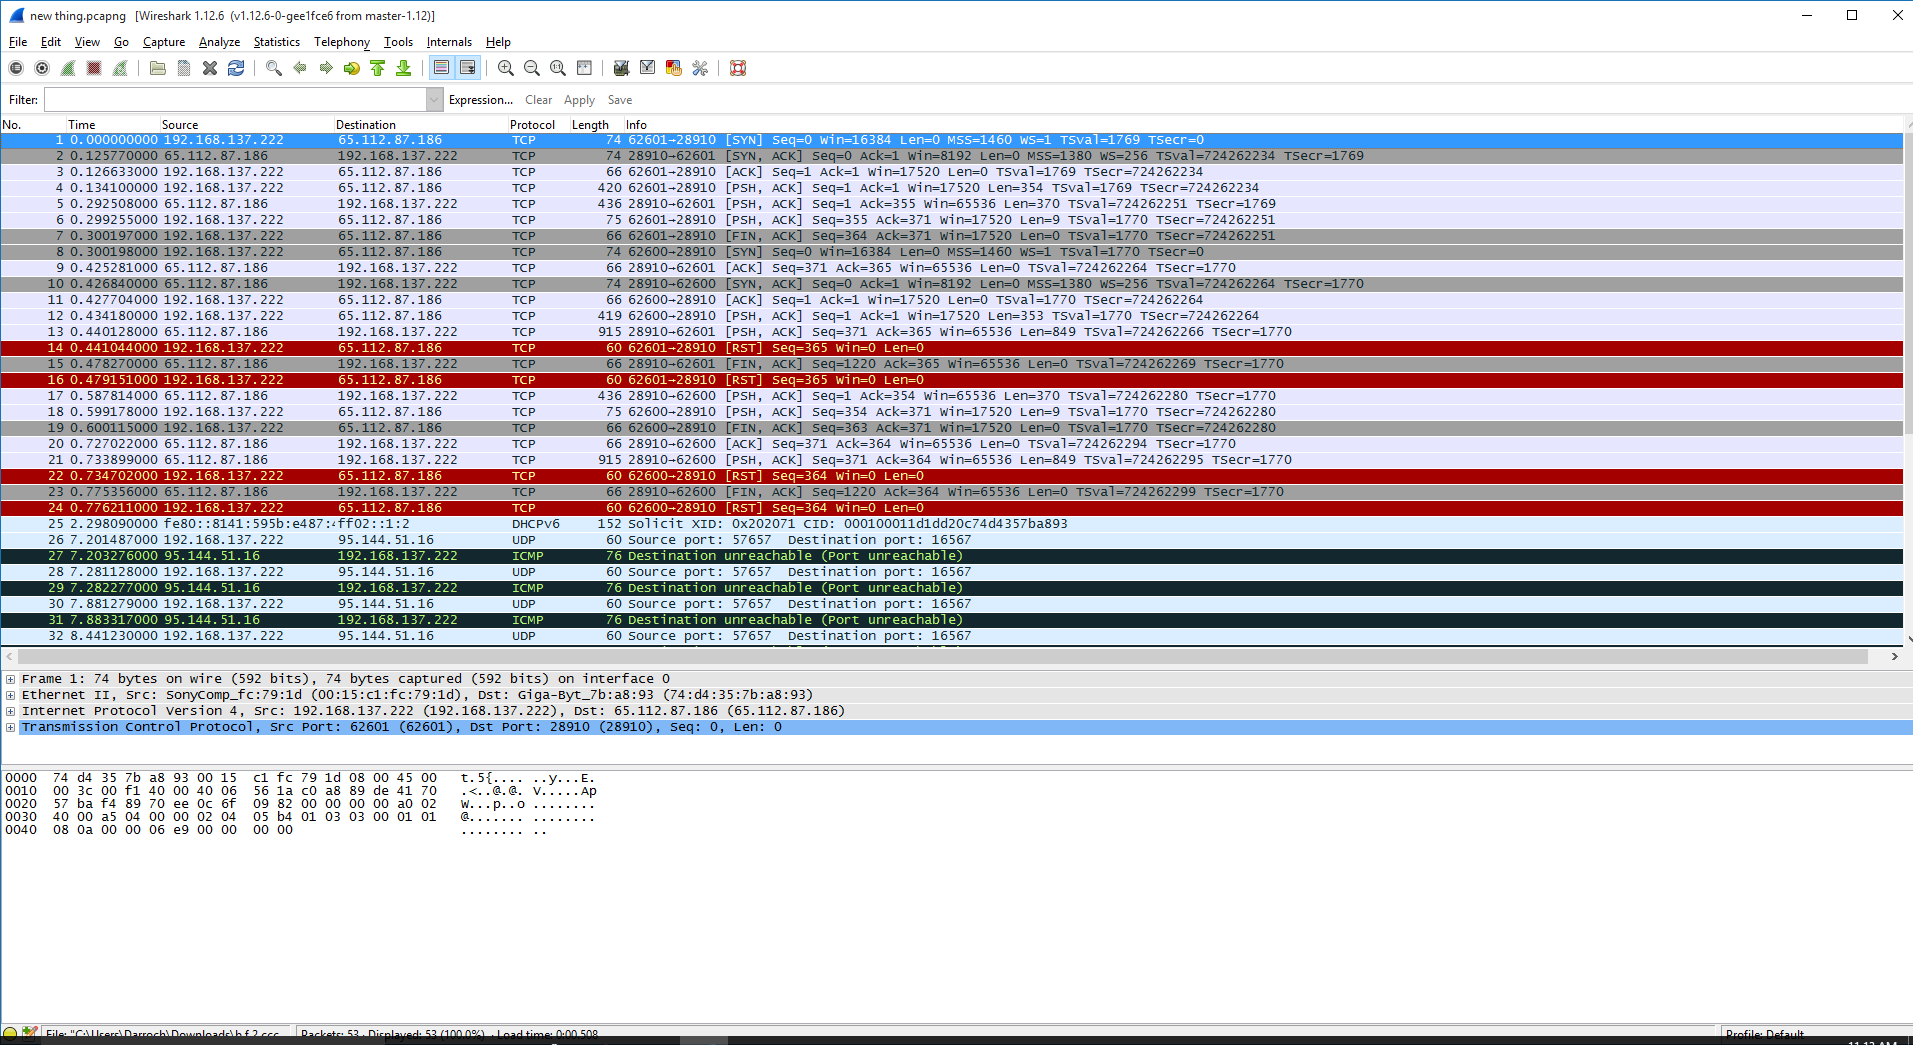 new thing.pcapng   [Wireshark 1.12.6  (v1.12.6-0-gee1fce6 from master-1.12)]
File  Edit  View  Go  Capture  Analyze  Statistics  Telephony  Tools  Internals  Help
Filter:  Expression...  Clear  Apply  Save
No.  Time  Source  Destination  Protocol  Length  Info
1 0.000000000 192.168.137.222 65.112.87.186 TCP 74 62601→28910 [SYN] Seq=0 Win=16384 Len=0 MSS=1460 WS=1 TSval=1769 TSecr=0
2 0.125770000 65.112.87.186 192.168.137.222 TCP 74 28910→62601 [SYN, ACK] Seq=0 Ack=1 Win=8192 Len=0 MSS=1380 WS=256 TSval=724262234 TSecr=1769
3 0.126633000 192.168.137.222 65.112.87.186 TCP 66 62601→28910 [ACK] Seq=1 Ack=1 Win=17520 Len=0 TSval=1769 TSecr=724262234
4 0.134100000 192.168.137.222 65.112.87.186 TCP 420 62601→28910 [PSH, ACK] Seq=1 Ack=1 Win=17520 Len=354 TSval=1769 TSecr=724262234
5 0.292508000 65.112.87.186 192.168.137.222 TCP 436 28910→62601 [PSH, ACK] Seq=1 Ack=355 Win=65536 Len=370 TSval=724262251 TSecr=1769
6 0.299255000 192.168.137.222 65.112.87.186 TCP 75 62601→28910 [PSH, ACK] Seq=355 Ack=371 Win=17520 Len=9 TSval=1770 TSecr=724262251
7 0.300197000 192.168.137.222 65.112.87.186 TCP 66 62601→28910 [FIN, ACK] Seq=364 Ack=371 Win=17520 Len=0 TSval=1770 TSecr=724262251
8 0.300198000 192.168.137.222 65.112.87.186 TCP 74 62600→28910 [SYN] Seq=0 Win=16384 Len=0 MSS=1460 WS=1 TSval=1770 TSecr=0
9 0.425281000 65.112.87.186 192.168.137.222 TCP 66 28910→62601 [ACK] Seq=371 Ack=365 Win=65536 Len=0 TSval=724262264 TSecr=1770
10 0.426840000 65.112.87.186 192.168.137.222 TCP 74 28910→62600 [SYN, ACK] Seq=0 Ack=1 Win=8192 Len=0 MSS=1380 WS=256 TSval=724262264 TSecr=1770
11 0.427704000 192.168.137.222 65.112.87.186 TCP 66 62600→28910 [ACK] Seq=1 Ack=1 Win=17520 Len=0 TSval=1770 TSecr=724262264
12 0.434180000 192.168.137.222 65.112.87.186 TCP 419 62600→28910 [PSH, ACK] Seq=1 Ack=1 Win=17520 Len=353 TSval=1770 TSecr=724262264
13 0.440128000 65.112.87.186 192.168.137.222 TCP 915 28910→62601 [PSH, ACK] Seq=371 Ack=365 Win=65536 Len=849 TSval=724262266 TSecr=1770
14 0.441044000 192.168.137.222 65.112.87.186 TCP 60 62601→28910 [RST] Seq=365 Win=0 Len=0
15 0.478270000 65.112.87.186 192.168.137.222 TCP 66 28910→62601 [FIN, ACK] Seq=1220 Ack=365 Win=65536 Len=0 TSval=724262269 TSecr=1770
16 0.479151000 192.168.137.222 65.112.87.186 TCP 60 62601→28910 [RST] Seq=365 Win=0 Len=0
17 0.587814000 65.112.87.186 192.168.137.222 TCP 436 28910→62600 [PSH, ACK] Seq=1 Ack=354 Win=65536 Len=370 TSval=724262280 TSecr=1770
18 0.599178000 192.168.137.222 65.112.87.186 TCP 75 62600→28910 [PSH, ACK] Seq=354 Ack=371 Win=17520 Len=9 TSval=1770 TSecr=724262280
19 0.600115000 192.168.137.222 65.112.87.186 TCP 66 62600→28910 [FIN, ACK] Seq=363 Ack=371 Win=17520 Len=0 TSval=1770 TSecr=724262280
20 0.727022000 65.112.87.186 192.168.137.222 TCP 66 28910→62600 [ACK] Seq=371 Ack=364 Win=65536 Len=0 TSval=724262294 TSecr=1770
21 0.733899000 65.112.87.186 192.168.137.222 TCP 915 28910→62600 [PSH, ACK] Seq=371 Ack=364 Win=65536 Len=849 TSval=724262295 TSecr=1770
22 0.734702000 192.168.137.222 65.112.87.186 TCP 60 62600→28910 [RST] Seq=364 Win=0 Len=0
23 0.775356000 65.112.87.186 192.168.137.222 TCP 66 28910→62600 [FIN, ACK] Seq=1220 Ack=364 Win=65536 Len=0 TSval=724262299 TSecr=1770
24 0.776211000 192.168.137.222 65.112.87.186 TCP 60 62600→28910 [RST] Seq=364 Win=0 Len=0
25 2.298090000 fe80::8141:595b:e487:4 ff02::1:2 DHCPv6 152 Solicit XID: 0x202071 CID: 000100011d1dd20c74d4357ba893
26 7.201487000 192.168.137.222 95.144.51.16 UDP 60 Source port: 57657  Destination port: 16567
27 7.203276000 95.144.51.16 192.168.137.222 ICMP 76 Destination unreachable (Port unreachable)
28 7.281128000 192.168.137.222 95.144.51.16 UDP 60 Source port: 57657  Destination port: 16567
29 7.282277000 95.144.51.16 192.168.137.222 ICMP 76 Destination unreachable (Port unreachable)
30 7.881279000 192.168.137.222 95.144.51.16 UDP 60 Source port: 57657  Destination port: 16567
31 7.883317000 95.144.51.16 192.168.137.222 ICMP 76 Destination unreachable (Port unreachable)
32 8.441230000 192.168.137.222 95.144.51.16 UDP 60 Source port: 57657  Destination port: 16567
Frame 1: 74 bytes on wire (592 bits), 74 bytes captured (592 bits) on interface 0
Ethernet II, Src: SonyComp_fc:79:1d (00:15:c1:fc:79:1d), Dst: Giga-Byt_7b:a8:93 (74:d4:35:7b:a8:93)
Internet Protocol Version 4, Src: 192.168.137.222 (192.168.137.222), Dst: 65.112.87.186 (65.112.87.186)
Transmission Control Protocol, Src Port: 62601 (62601), Dst Port: 28910 (28910), Seq: 0, Len: 0
0000  74 d4 35 7b a8 93 00 15  c1 fc 79 1d 08 00 45 00   t.5{.... ..y...E.
0010  00 3c 00 f1 40 00 40 06  56 1a c0 a8 89 de 41 70   .<..@.@. V.....Ap
0020  57 ba f4 89 70 ee 0c 6f  09 82 00 00 00 00 a0 02   W...p..o ........
0030  40 00 a5 04 00 00 02 04  05 b4 01 03 03 00 01 01   @....... ........
0040  08 0a 00 00 06 e9 00 00  00 00   ........ ..
File: "C:\Users\Darroch\Downloads\b f 2.ccc  Packets: 53 · Displayed: 53 (100.0%) · Load time: 0:00.508  Profile: Default